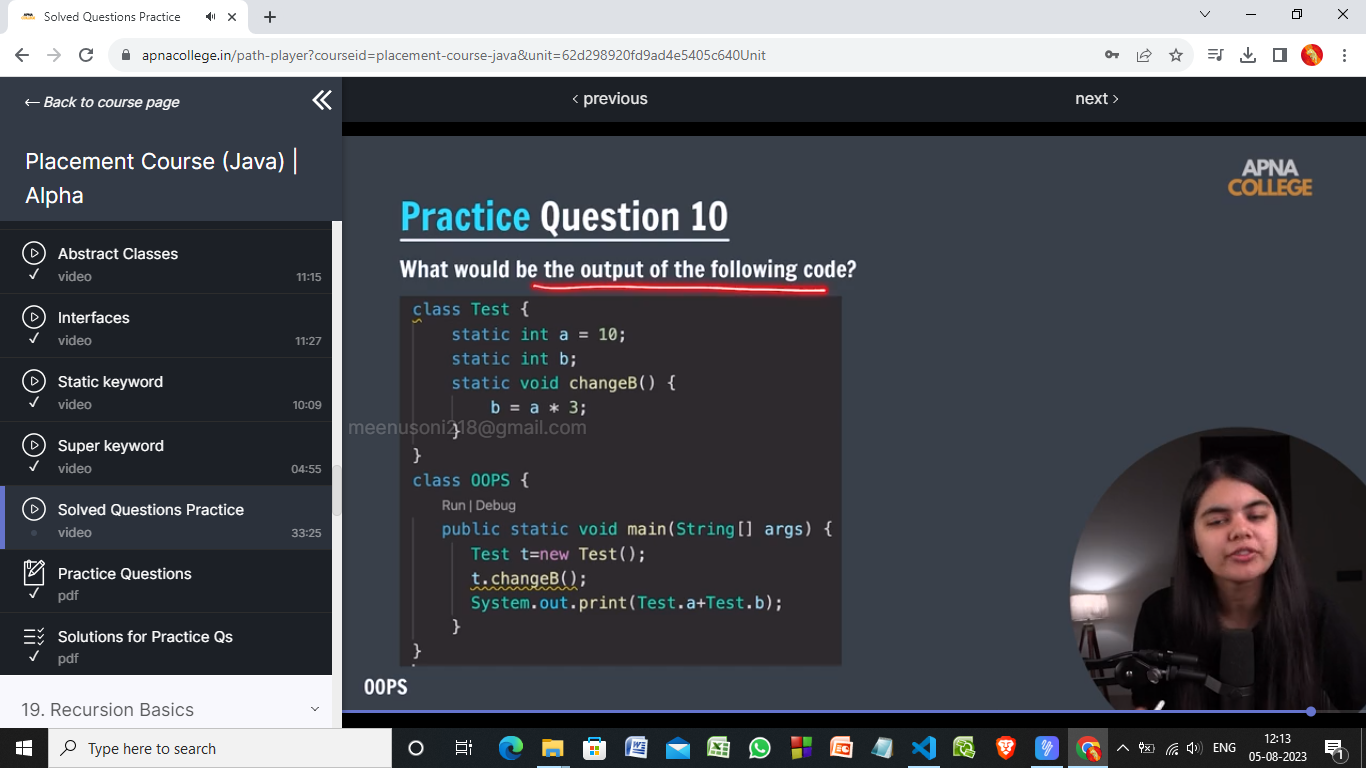 Solved Questions Practice
apnacollege.in/path-player?courseid=placement-course-java&unit=62d298920fd9ad4e5405c640Unit
← Back to course page
‹ previous
next ›
Placement Course (Java) |
Alpha
Abstract Classes
video 11:15
Interfaces
video 11:27
Static keyword
video 10:09
Super keyword
video 04:55
Solved Questions Practice
video 33:25
Practice Questions
pdf
Solutions for Practice Qs
pdf
19. Recursion Basics
APNA
COLLEGE
Practice Question 10
What would be the output of the following code?
class Test {
static int a = 10;
static int b;
static void changeB() {
b = a * 3;
}
meenusoni218@gmail.com
}
class OOPS {
Run | Debug
public static void main(String[] args) {
Test t=new Test();
t.changeB();
System.out.print(Test.a+Test.b);
}
}
OOPS
Type here to search
ENG
12:13
05-08-2023
1